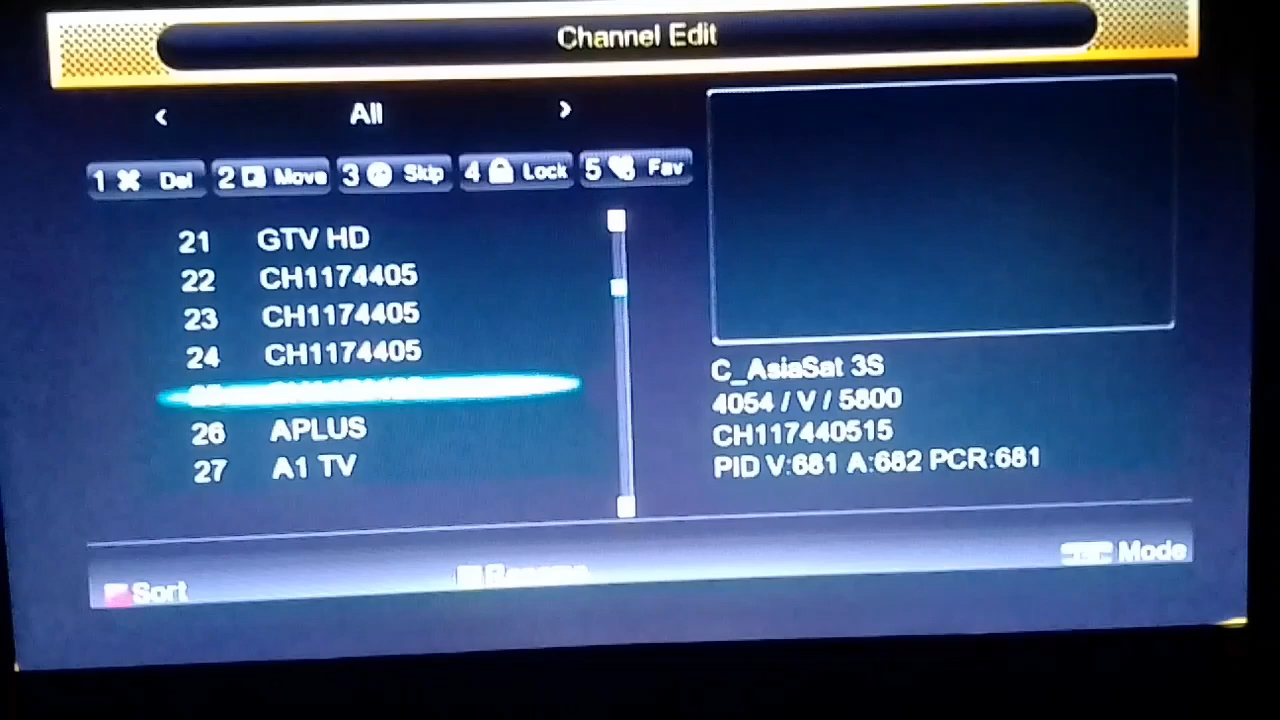 Channel Edit
< All >
1 Del 2 Move 3 Skip 4 Lock 5 Fav
21 GTV HD
22 CH1174405
23 CH1174405
24 CH1174405
26 APLUS
27 A1 TV
C_AsiaSat 3S
4054 / V / 5800
CH117440515
PID V:681 A:682 PCR:681
Sort
Mode